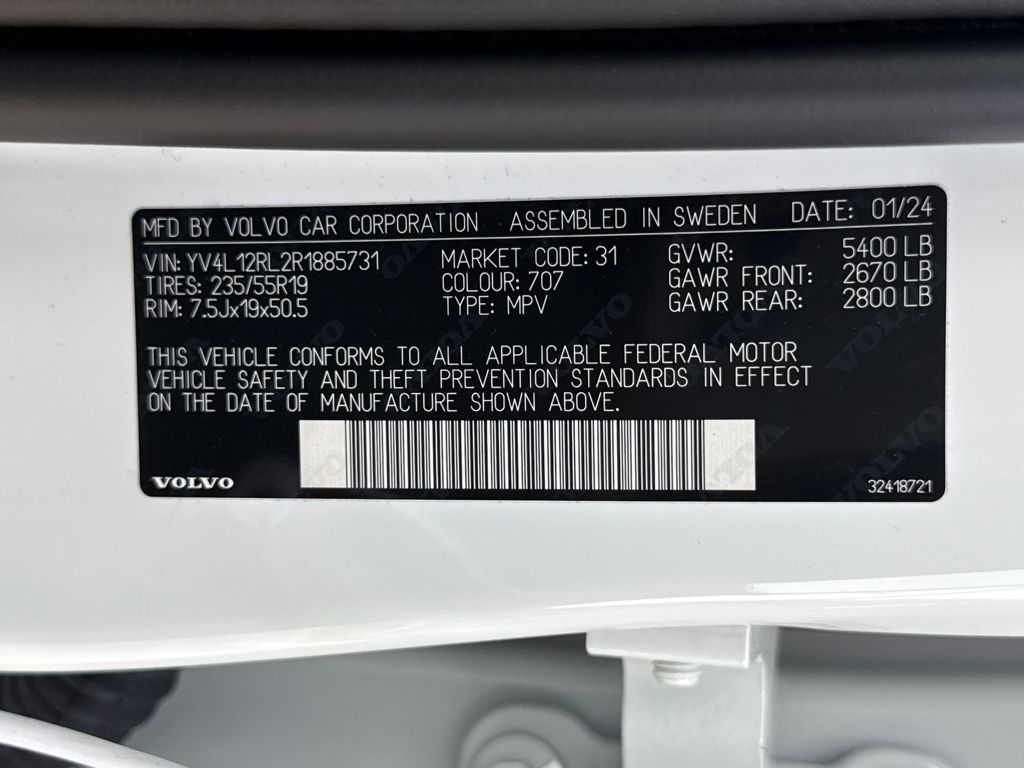 MFD BY VOLVO CAR CORPORATION ASSEMBLED IN SWEDEN DATE: 01/24
VIN: YV4L12RL2R1885731 MARKET CODE: 31 GVWR: 5400 LB
TIRES: 235/55R19 COLOUR: 707 GAWR FRONT: 2670 LB
RIM: 7.5Jx19x50.5 TYPE: MPV GAWR REAR: 2800 LB
THIS VEHICLE CONFORMS TO ALL APPLICABLE FEDERAL MOTOR
VEHICLE SAFETY AND THEFT PREVENTION STANDARDS IN EFFECT
ON THE DATE OF MANUFACTURE SHOWN ABOVE.
VOLVO 32418721